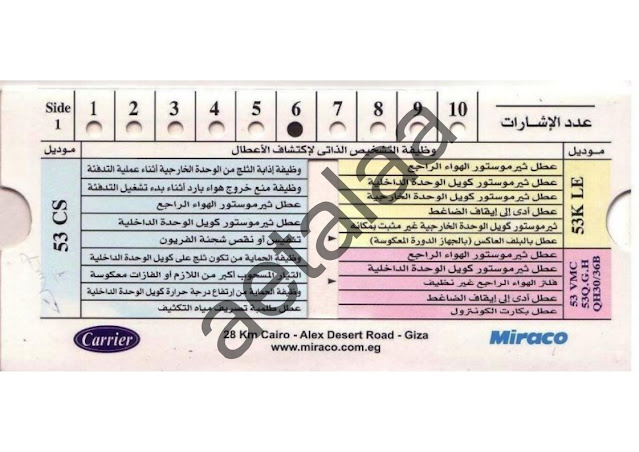 Side 1
1 2 3 4 5 6 7 8 9 10
عدد الإشارات
موديل
وظيفة التشخيص الذاتى لإكتشاف الأعطال
موديل
53K LE
عطل ثيرموستور الهواء الراجع
عطل ثيرموستور كويل الوحدة الداخلية
عطل ثيرموستور كويل الوحدة الخارجية
عطل أدى إلى إيقاف الضاغط
ثيرموستور كويل الوحدة الخارجية غير مثبت بمكانه
عطل بالبلف العاكس (بالجهاز الدورة المعكوسة)
53 VMC
53Q.G.H
QH30/36B
عطل ثيرموستور الهواء الراجع
عطل ثيرموستور كويل الوحدة الداخلية
فلتر الهواء الراجع غير نظيف
عطل أدى إلى إيقاف الضاغط
عطل بكارت الكونترول
53 CS
وظيفة إذابة الثلج من الوحدة الخارجية أثناء عملية التدفئة
وظيفة منع خروج هواء بارد أثناء بدء تشغيل التدفئة
عطل ثيرموستور الهواء الراجع
عطل ثيرموستور كويل الوحدة الداخلية
تنفيس او نقص شحنة الفريون
وظيفة الحماية من تكون ثلج على كويل الوحدة الداخلية
التيار المسحوب أكبر من اللازم أو الفازات معكوسة
وظيفة الحماية من إرتفاع درجة حرارة كويل الوحدة الداخلية
عطل طلمبة تصريف مياه التكثيف
Carrier
28 Km Cairo - Alex Desert Road - Giza
www.miraco.com.eg
Miraco
aetalaa